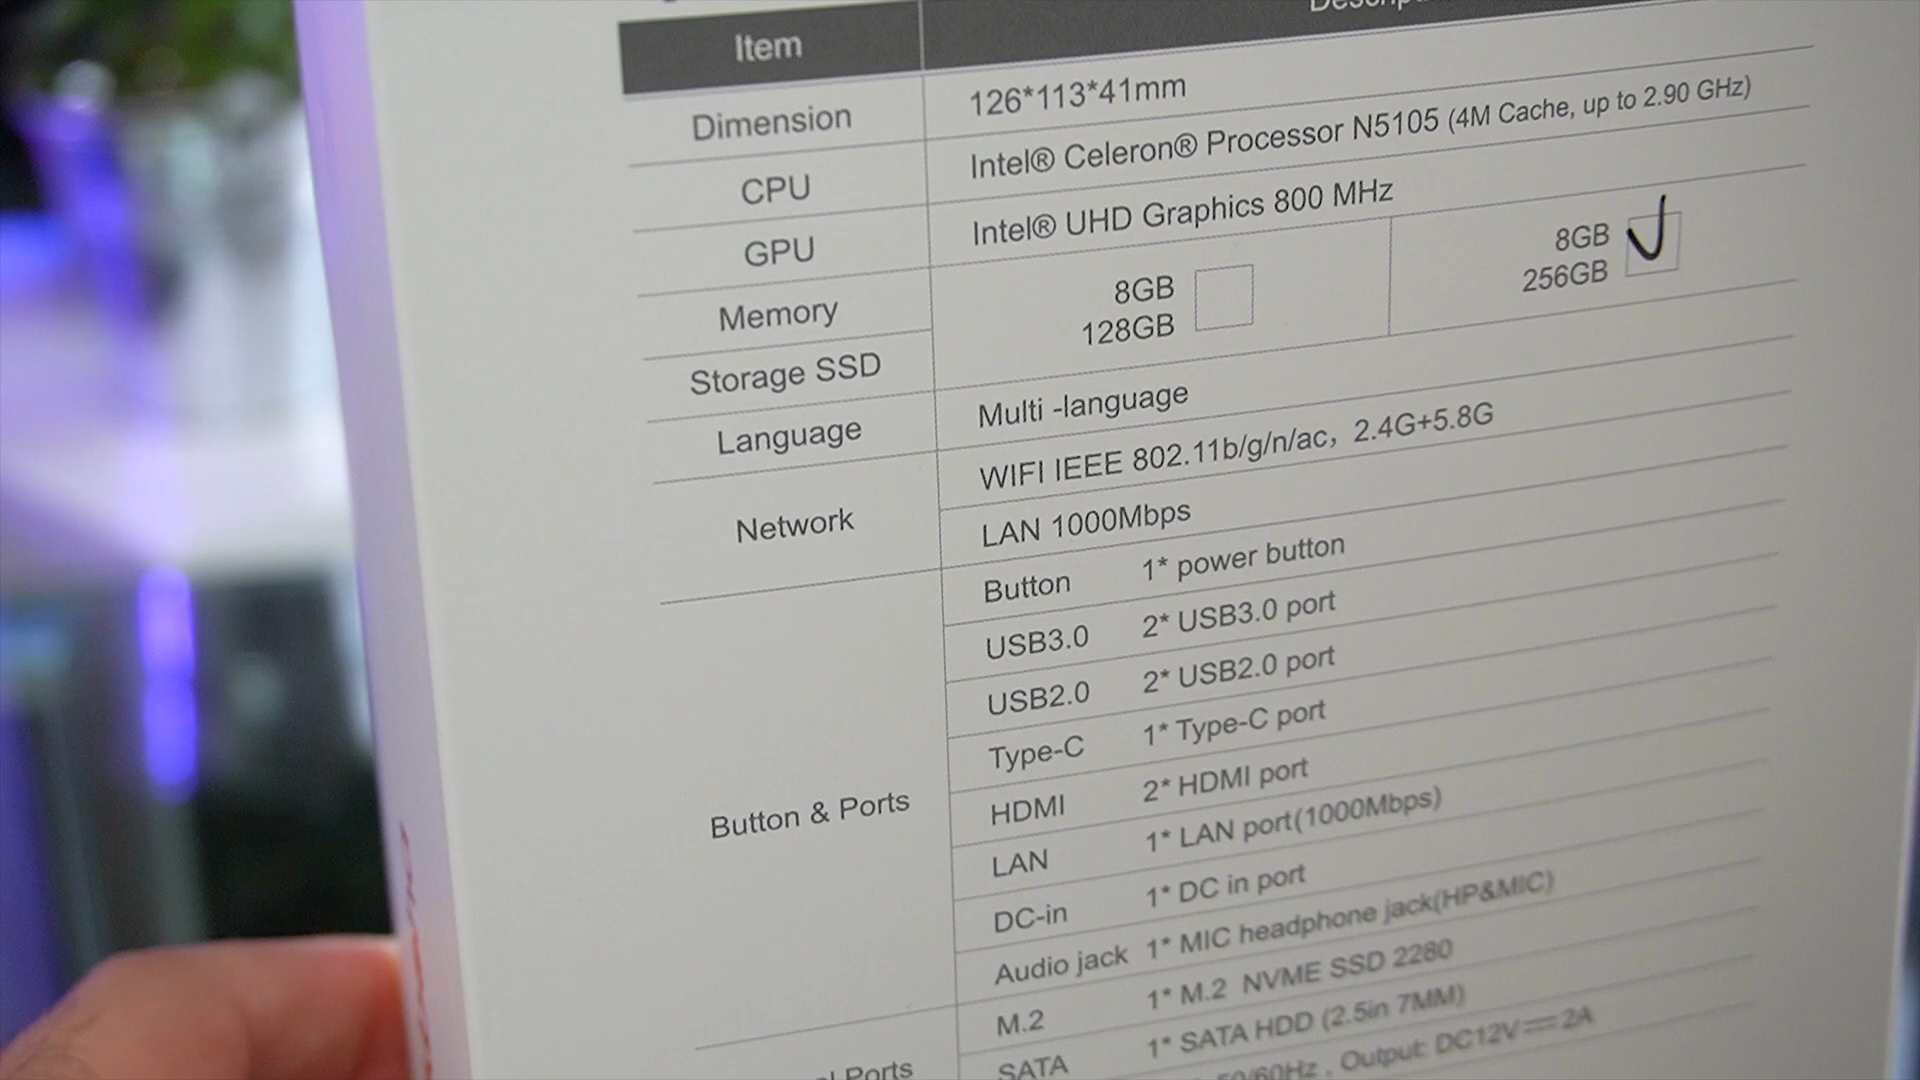 Item
Dimension 126*113*41mm
CPU Intel® Celeron® Processor N5105 (4M Cache, up to 2.90 GHz)
GPU Intel® UHD Graphics 800 MHz
Memory 8GB 8GB
Storage SSD 128GB 256GB
Language Multi -language
Network WIFI IEEE 802.11b/g/n/ac, 2.4G+5.8G
LAN 1000Mbps
Button & Ports
Button 1* power button
USB3.0 2* USB3.0 port
USB2.0 2* USB2.0 port
Type-C 1* Type-C port
HDMI 2* HDMI port
LAN 1* LAN port(1000Mbps)
DC-in 1* DC in port
Audio jack 1* MIC headphone jack(HP&MIC)
M.2 1* M.2 NVME SSD 2280
Ports
SATA 1* SATA HDD (2.5in 7MM)
50/60Hz , Output: DC12V⎓2A